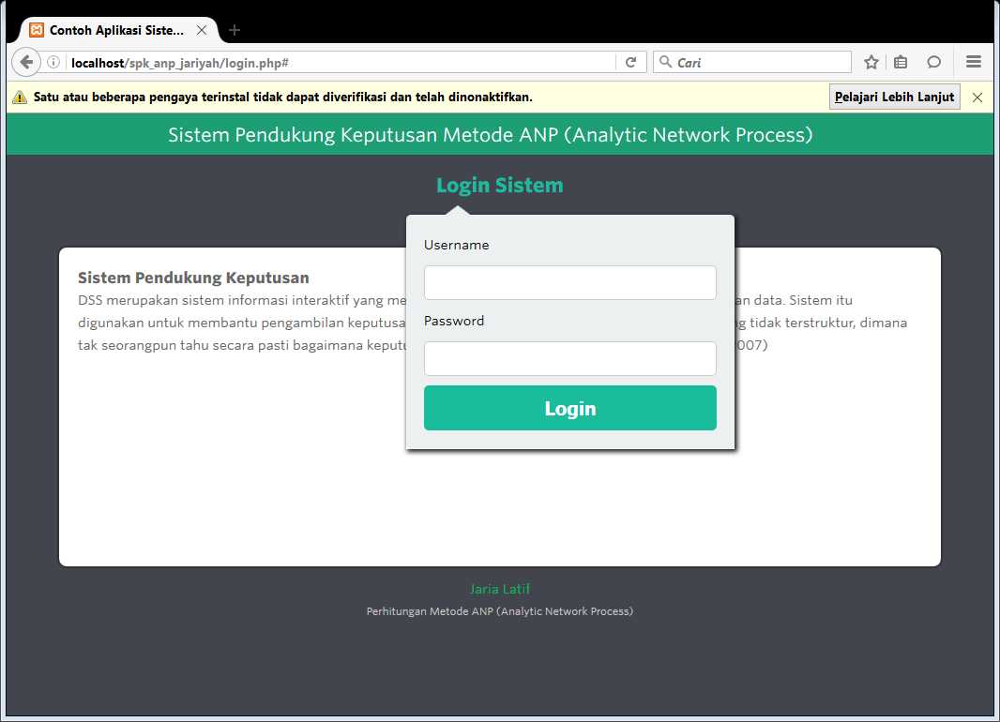 Contoh Aplikasi Siste...
localhost/spk_anp_jariyah/login.php#
Cari
Satu atau beberapa pengaya terinstal tidak dapat diverifikasi dan telah dinonaktifkan.
Pelajari Lebih Lanjut
Sistem Pendukung Keputusan Metode ANP (Analytic Network Process)
Login Sistem
Username
Password
Login
Sistem Pendukung Keputusan
DSS merupakan sistem informasi interaktif yang me an data. Sistem itu
digunakan untuk membantu pengambilan keputusa g tidak terstruktur, dimana
tak seorangpun tahu secara pasti bagaimana keputu 007)
Jaria Latif
Perhitungan Metode ANP (Analytic Network Process)